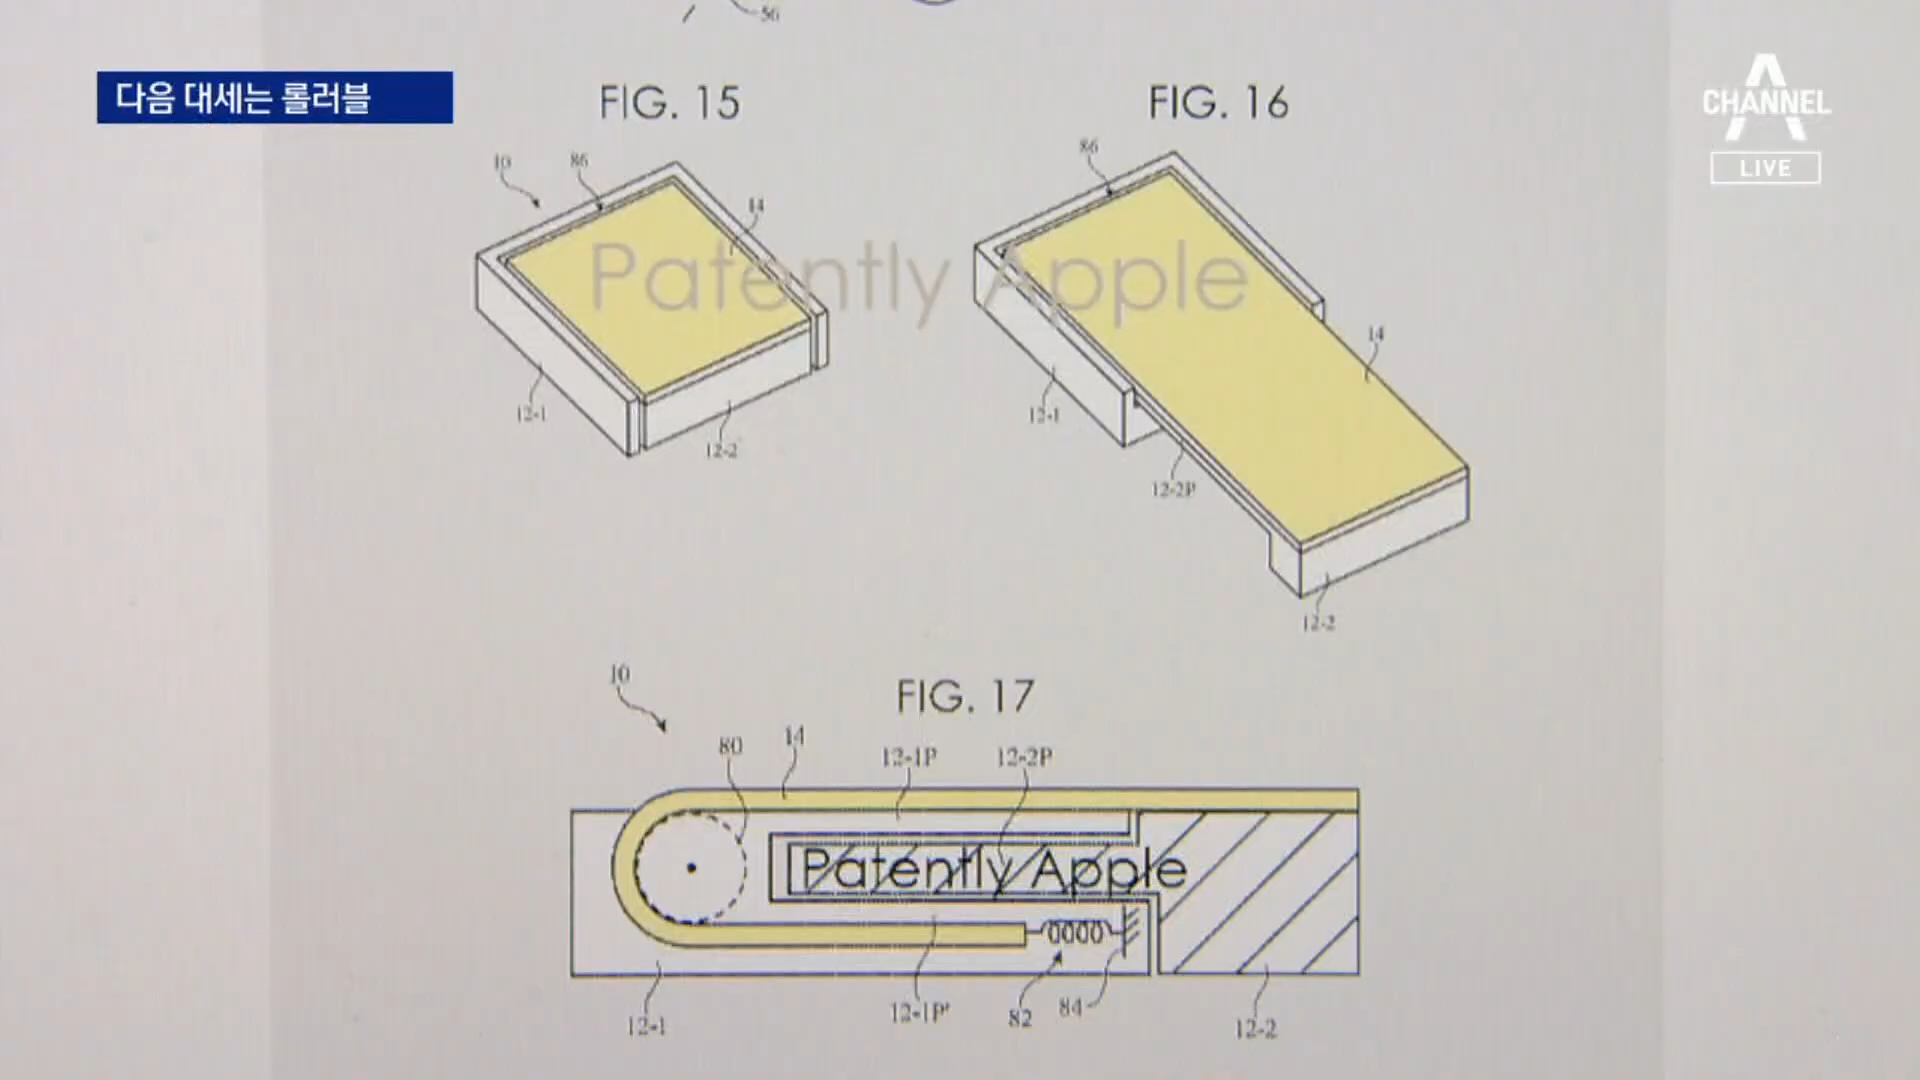 56
다음 대세는 롤러블
CHANNEL A
LIVE
FIG. 15
10
86
14
12-1
12-2
FIG. 16
86
14
12-1
12-2P
12-2
Patently Apple
FIG. 17
10
80
14
12-1P
12-2P
Patently Apple
12-1
12-1P'
82
84
12-2